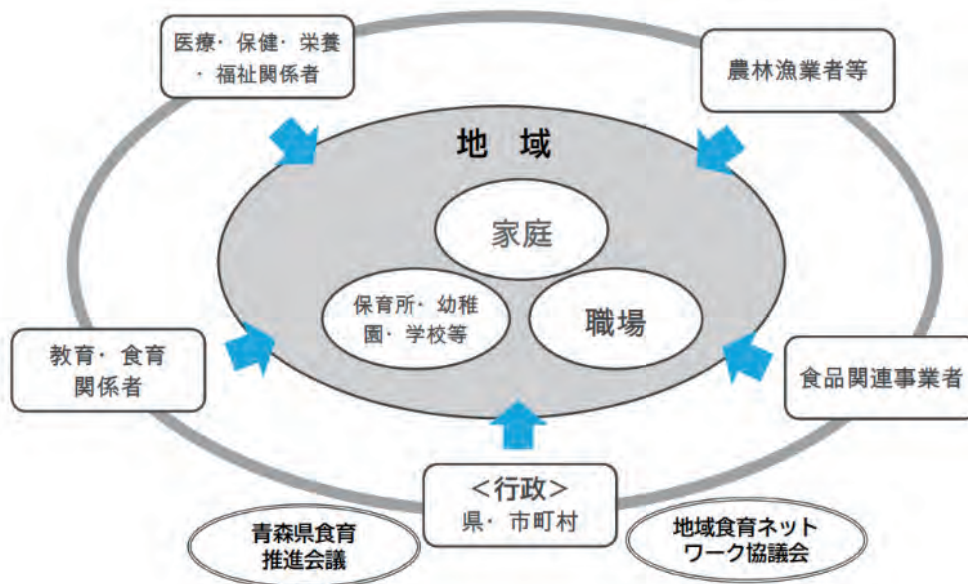 医療・保健・栄養
・福祉関係者
農林漁業者等
地　域
家庭
保育所・幼稚
園・学校等
職場
教育・食育
関係者
食品関連事業者
＜行政＞
県・市町村
青森県食育
推進会議
地域食育ネット
ワーク協議会